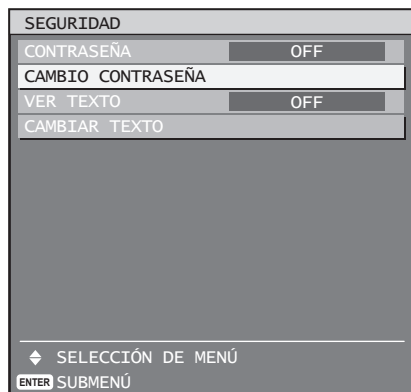 SEGURIDAD
CONTRASEÑA OFF
CAMBIO CONTRASEÑA
VER TEXTO OFF
CAMBIAR TEXTO
SELECCIÓN DE MENÚ
ENTER SUBMENÚ